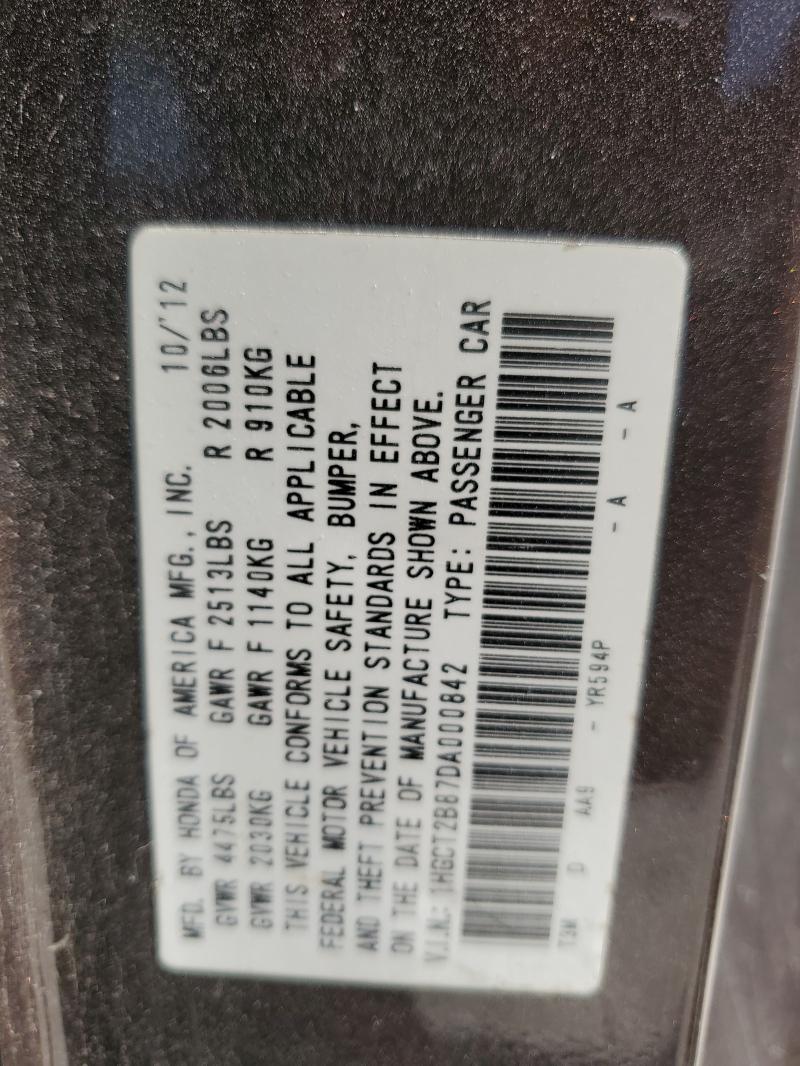 MFD. BY HONDA OF AMERICA MFG., INC. 10/'12
GVWR 4475LBS GAWR F 2513LBS R 2006LBS
GVWR 2030KG GAWR F 1140KG R 910KG
THIS VEHICLE CONFORMS TO ALL APPLICABLE
FEDERAL MOTOR VEHICLE SAFETY, BUMPER,
AND THEFT PREVENTION STANDARDS IN EFFECT
ON THE DATE OF MANUFACTURE SHOWN ABOVE.
V.I.N.: 1HGCT2B87DA000842 TYPE: PASSENGER CAR
T3M D AA9 - YR594P - A - A